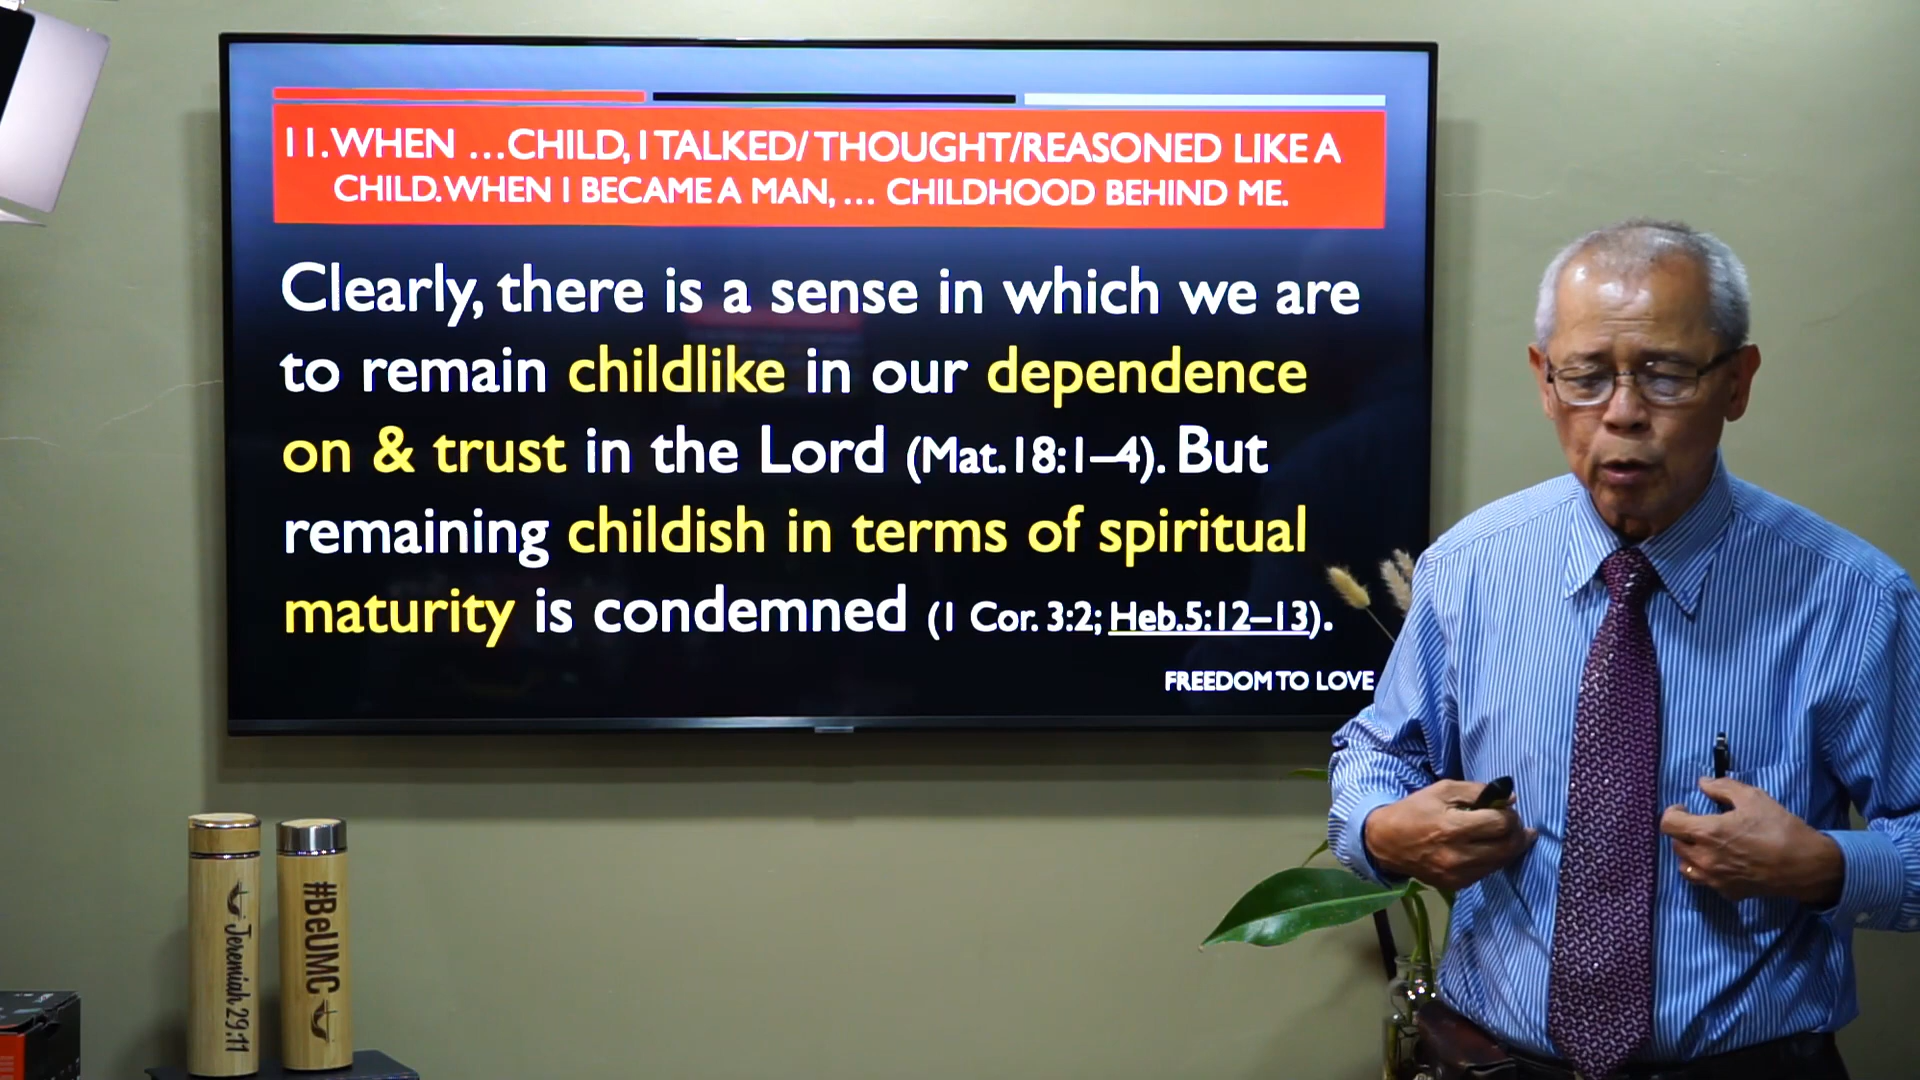 11. WHEN ...CHILD, I TALKED/ THOUGHT/REASONED LIKE A
CHILD. WHEN I BECAME A MAN, ... CHILDHOOD BEHIND ME.
Clearly, there is a sense in which we are
to remain childlike in our dependence
on & trust in the Lord (Mat. 18:1–4). But
remaining childish in terms of spiritual
maturity is condemned (1 Cor. 3:2; Heb.5:12–13).
FREEDOM TO LOVE
Jeremiah 29:11
#BeUMC